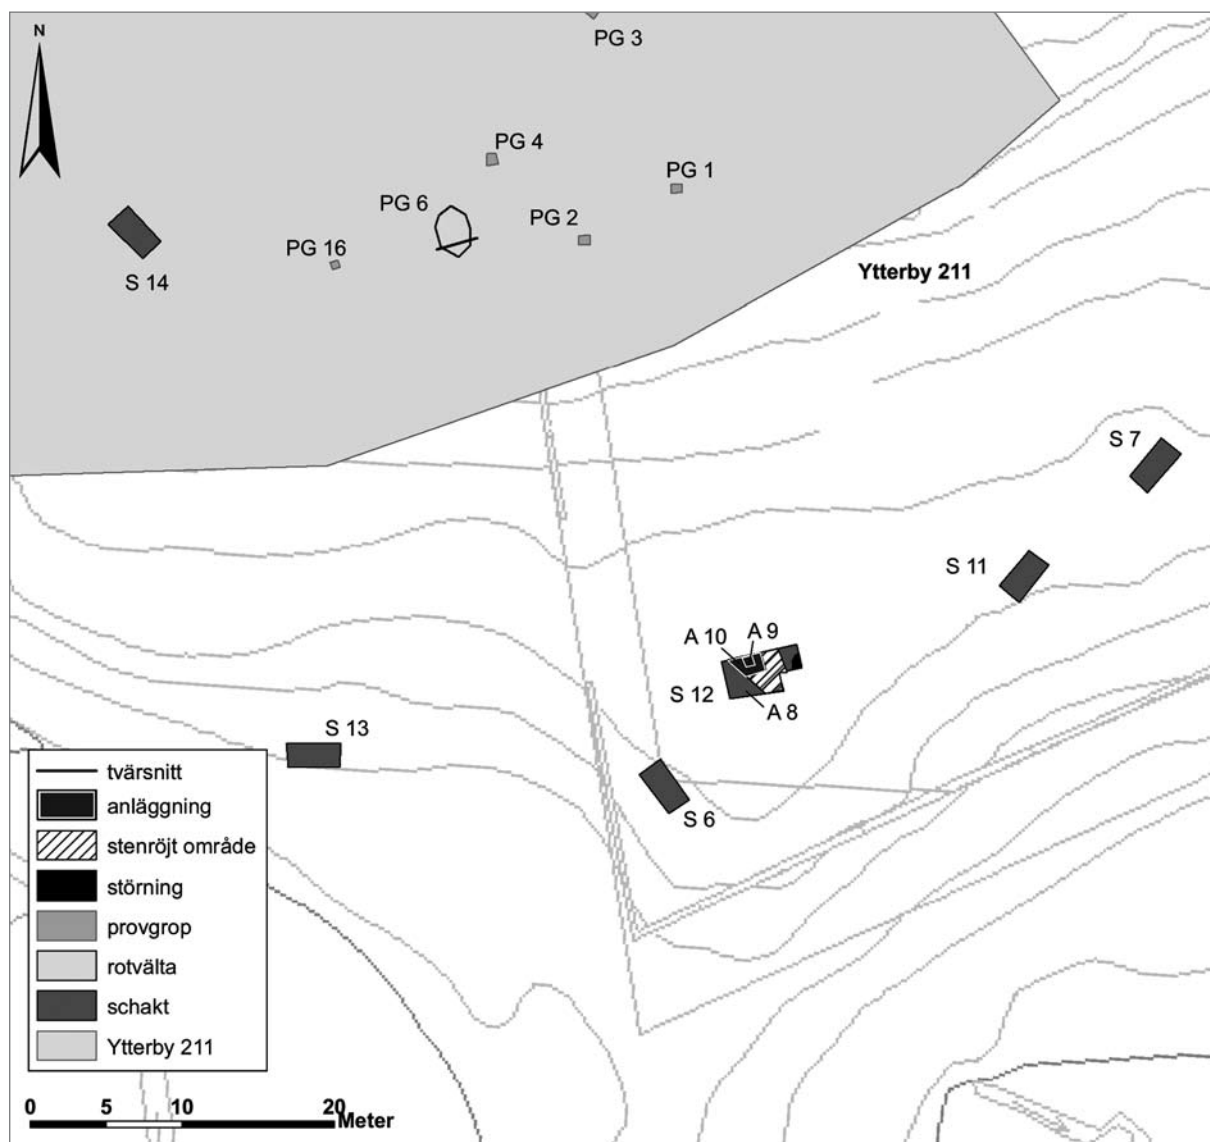 N
PG 3
PG 4
PG 1
PG 6
PG 2
PG 16
S 14
Ytterby 211
S 7
S 11
A 10
A 9
S 12
A 8
S 13
S 6
tvärsnitt
anläggning
stenröjt område
störning
provgrop
rotvälta
schakt
Ytterby 211
0 5 10 20 Meter